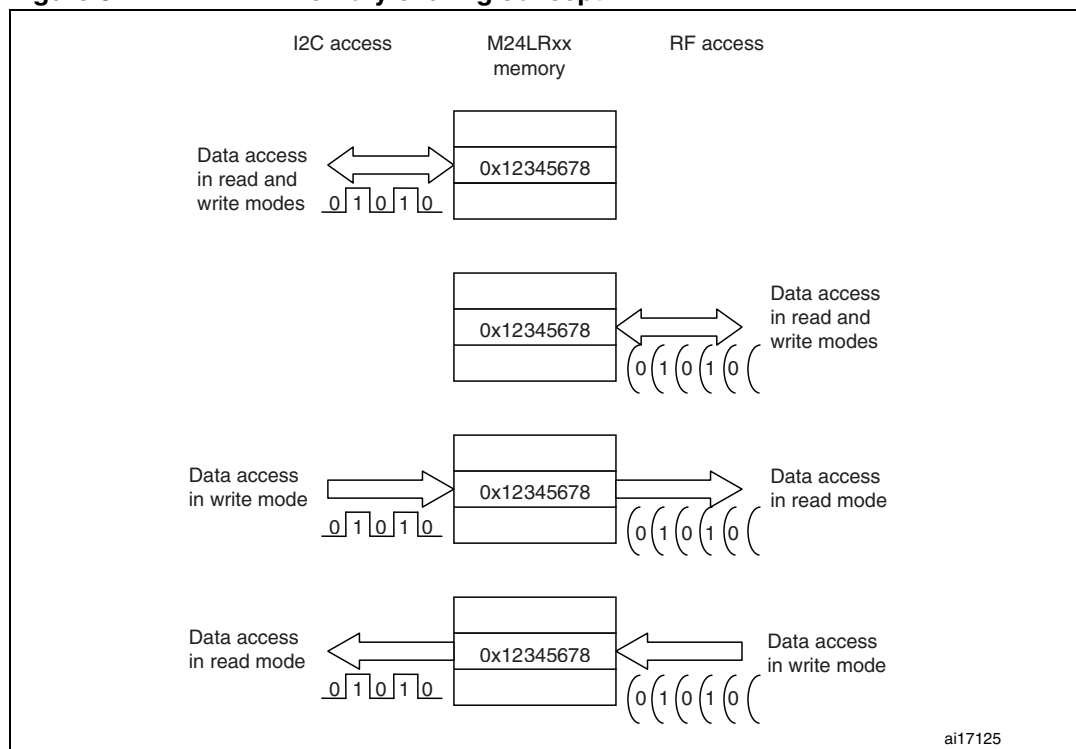 I2C access
M24LRxx
memory
RF access
Data access
in read and
write modes
0 1 0 1 0
0x12345678
0x12345678
Data access
in read and
write modes
0 1 0 1 0
Data access
in write mode
0 1 0 1 0
0x12345678
Data access
in read mode
0 1 0 1 0
Data access
in read mode
0 1 0 1 0
0x12345678
Data access
in write mode
0 1 0 1 0
ai17125